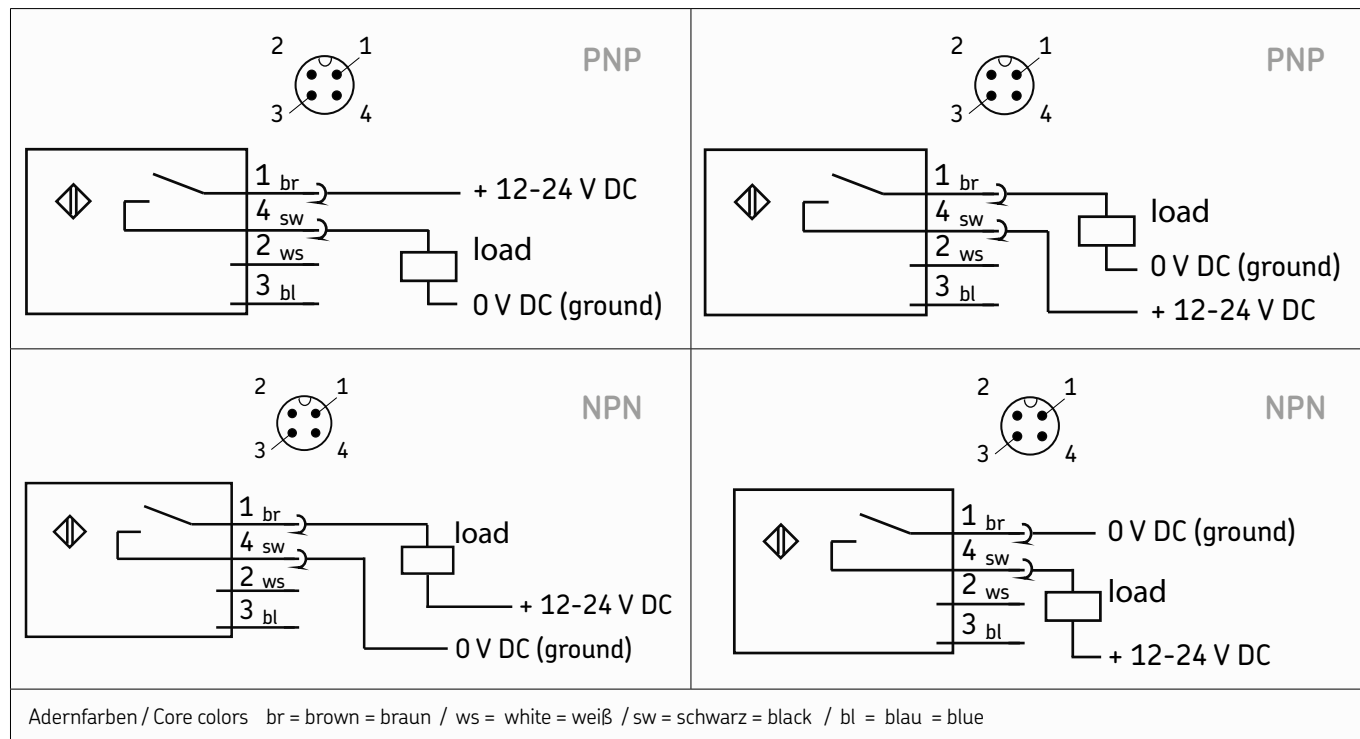 2 1
PNP
3 4
1 br
+ 12-24 V DC
4 sw
load
2 ws
3 bl
0 V DC (ground)
2 1
PNP
3 4
1 br
load
4 sw
2 ws
0 V DC (ground)
3 bl
+ 12-24 V DC
2 1
NPN
3 4
1 br
load
4 sw
2 ws
+ 12-24 V DC
3 bl
0 V DC (ground)
2 1
NPN
3 4
1 br
0 V DC (ground)
4 sw
load
2 ws
3 bl
+ 12-24 V DC
Adernfarben / Core colors br = brown = braun / ws = white = weiß / sw = schwarz = black / bl = blau = blue